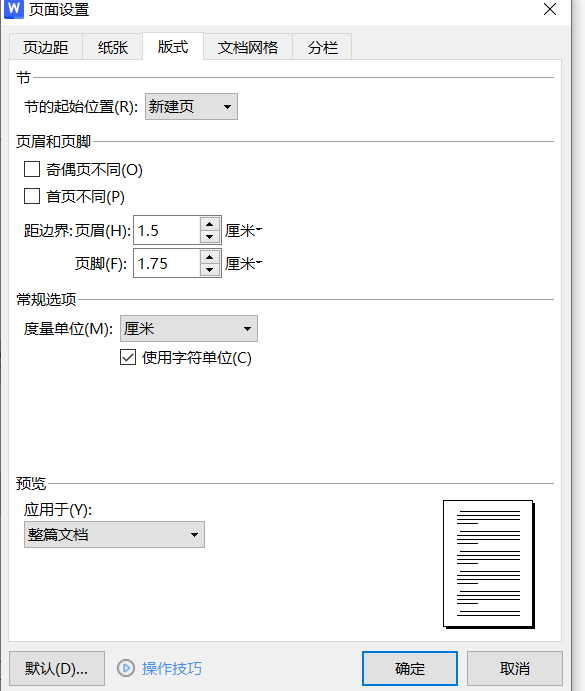 W 页面设置
页边距 纸张 版式 文档网格 分栏
节
节的起始位置(R): 新建页
页眉和页脚
奇偶页不同(O)
首页不同(P)
距边界: 页眉(H): 1.5 厘米
页脚(F): 1.75 厘米
常规选项
度量单位(M): 厘米
使用字符单位(C)
预览
应用于(Y):
整篇文档
默认(D)... 操作技巧 确定 取消